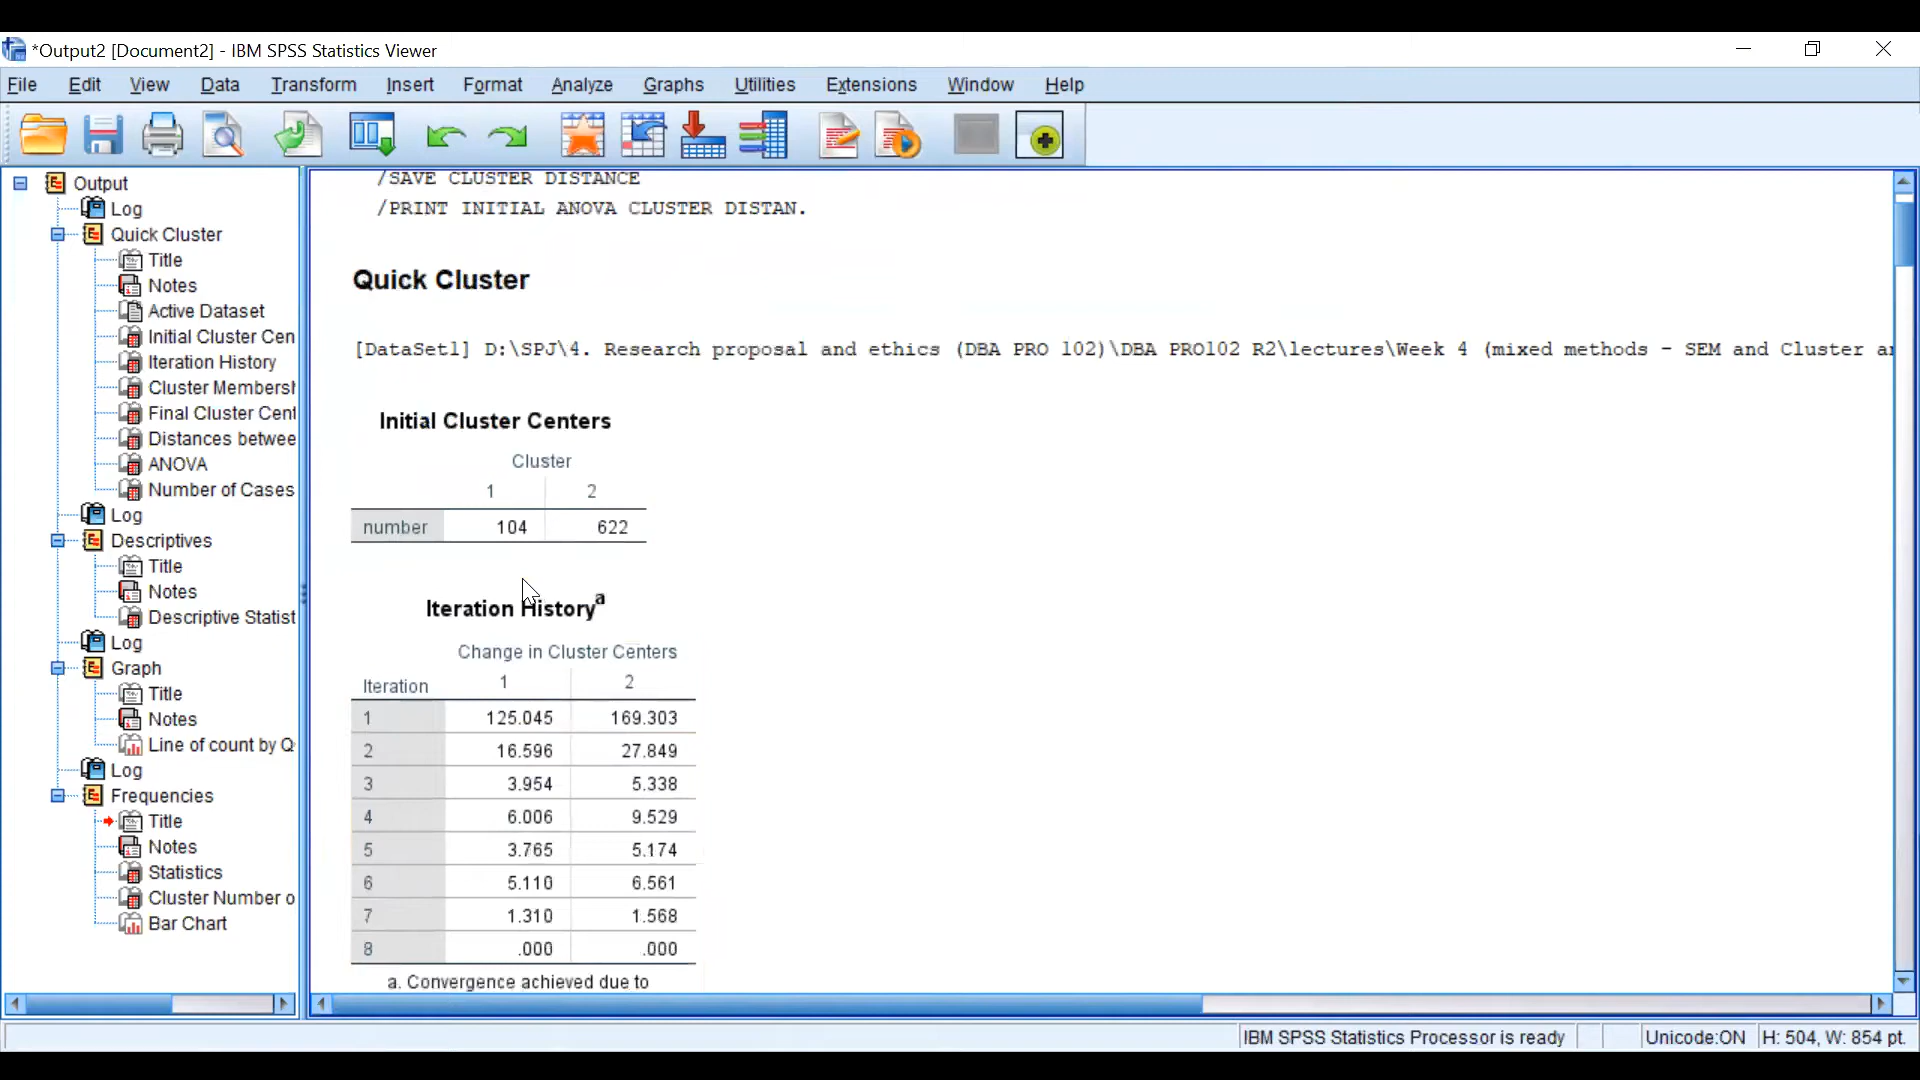 *Output2 [Document2] - IBM SPSS Statistics Viewer
File Edit View Data Transform Insert Format Analyze Graphs Utilities Extensions Window Help
Output
Log
Quick Cluster
Title
Notes
Active Dataset
Initial Cluster Cen
Iteration History
Cluster Membersh
Final Cluster Cent
Distances betwee
ANOVA
Number of Cases
Log
Descriptives
Title
Notes
Descriptive Statist
Log
Graph
Title
Notes
Line of count by Q
Log
Frequencies
Title
Notes
Statistics
Cluster Number o
Bar Chart
/SAVE CLUSTER DISTANCE
/PRINT INITIAL ANOVA CLUSTER DISTAN.
Quick Cluster
[DataSet1] D:\SPJ\4. Research proposal and ethics (DBA PRO 102)\DBA PRO102 R2\lectures\Week 4 (mixed methods - SEM and Cluster an
Initial Cluster Centers
Cluster
1 2
number 104 622
Iteration History a
Change in Cluster Centers
Iteration 1 2
1 125.045 169.303
2 16.596 27.849
3 3.954 5.338
4 6.006 9.529
5 3.765 5.174
6 5.110 6.561
7 1.310 1.568
8 .000 .000
a. Convergence achieved due to
IBM SPSS Statistics Processor is ready Unicode:ON H: 504, W: 854 pt.